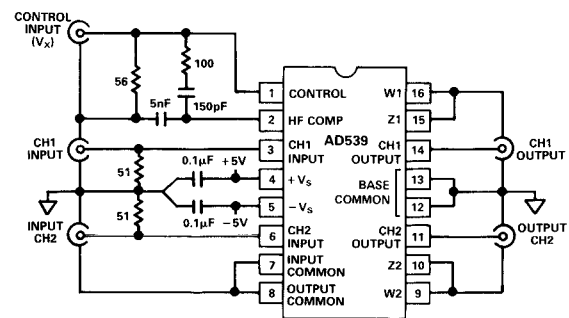 CONTROL
INPUT
(VX)
56
100
5nF
150pF
1 CONTROL W1 16
2 HF COMP Z1 15
AD539
CH1
INPUT
3 CH1
INPUT
CH1
OUTPUT 14
CH1
OUTPUT
51
0.1μF +5V
4 +VS
BASE
COMMON
13
12
51
0.1μF −5V
5 −VS
INPUT
CH2
6 CH2
INPUT
CH2
OUTPUT 11
OUTPUT
CH2
7 INPUT
COMMON
Z2 10
8 OUTPUT
COMMON
W2 9